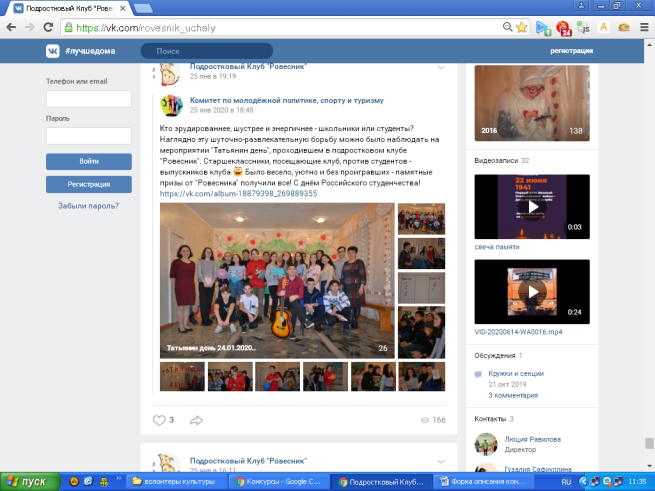 Подростковый Клуб "Ровес
https://vk.com/rovesnik_uchaly
24
js
A
#лучшедома
Поиск
регистрация
Телефон или email
Пароль
Войти
Регистрация
Забыли пароль?
Подростковый Клуб "Ровесник"
25 янв в 19:19
Комитет по молодёжной политике, спорту и туризму
25 янв 2020 в 18:48
Кто эрудированнее, шустрее и энергичнее - школьники или студенты?
Наглядно эту шуточно-развлекательную борьбу можно было наблюдать на
мероприятии "Татьянин день", проходившем в подростковом клубе
"Ровесник". Старшеклассники, посещающие клуб, против студентов -
выпускников клуба Было весело, уютно и без проигравших - памятные
призы от "Ровесника" получили все! С днём Российского студенчества!
https://vk.com/album-18879398_269889355
Татьянин день 24.01.2020..
26
3
166
Подростковый Клуб "Ровесник"
25 янв в 16:11
2016
138
Видеозаписи 32
22 июня
1941
0:03
свеча памяти
0:24
VID-20200614-WA0016.mp4
Обсуждения 1
Кружки и секции
21 окт 2019
3 комментария
Контакты 3
Люция Равилова
Директор
Гузалия Сафиуллина
пуск
»
волонтеры культуры
Конкурсы - Google C...
Подростковый Клуб...
Форма описания кон...
RU
11:35